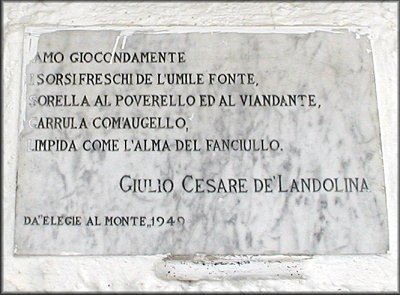 AMO GIOCONDAMENTE
I SORSI FRESCHI DE L'UMILE FONTE,
SORELLA AL POVERELLO ED AL VIANDANTE,
GARRULA COM'AUGELLO,
LIMPIDA COME L'ALMA DEL FANCIULLO.
GIULIO CESARE DE' LANDOLINA
DA "ELEGIE AL MONTE,, 1949